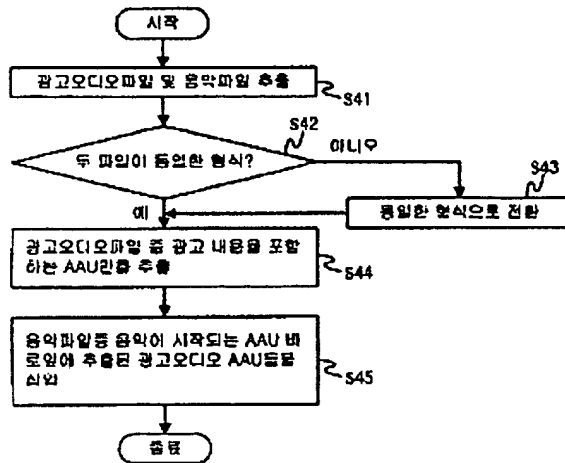 시작
광고오디오파일 및 음악파일 추출
S41
S42
두 파일이 동일한 형식?
아니오
S43
동일한 형식으로 전환
예
광고오디오파일 중 광고 내용을 포함
하는 AAU만을 추출
S44
음악파일중 음악이 시작되는 AAU 바
로앞에 추출된 광고오디오 AAU들을
삽입
S45
종료